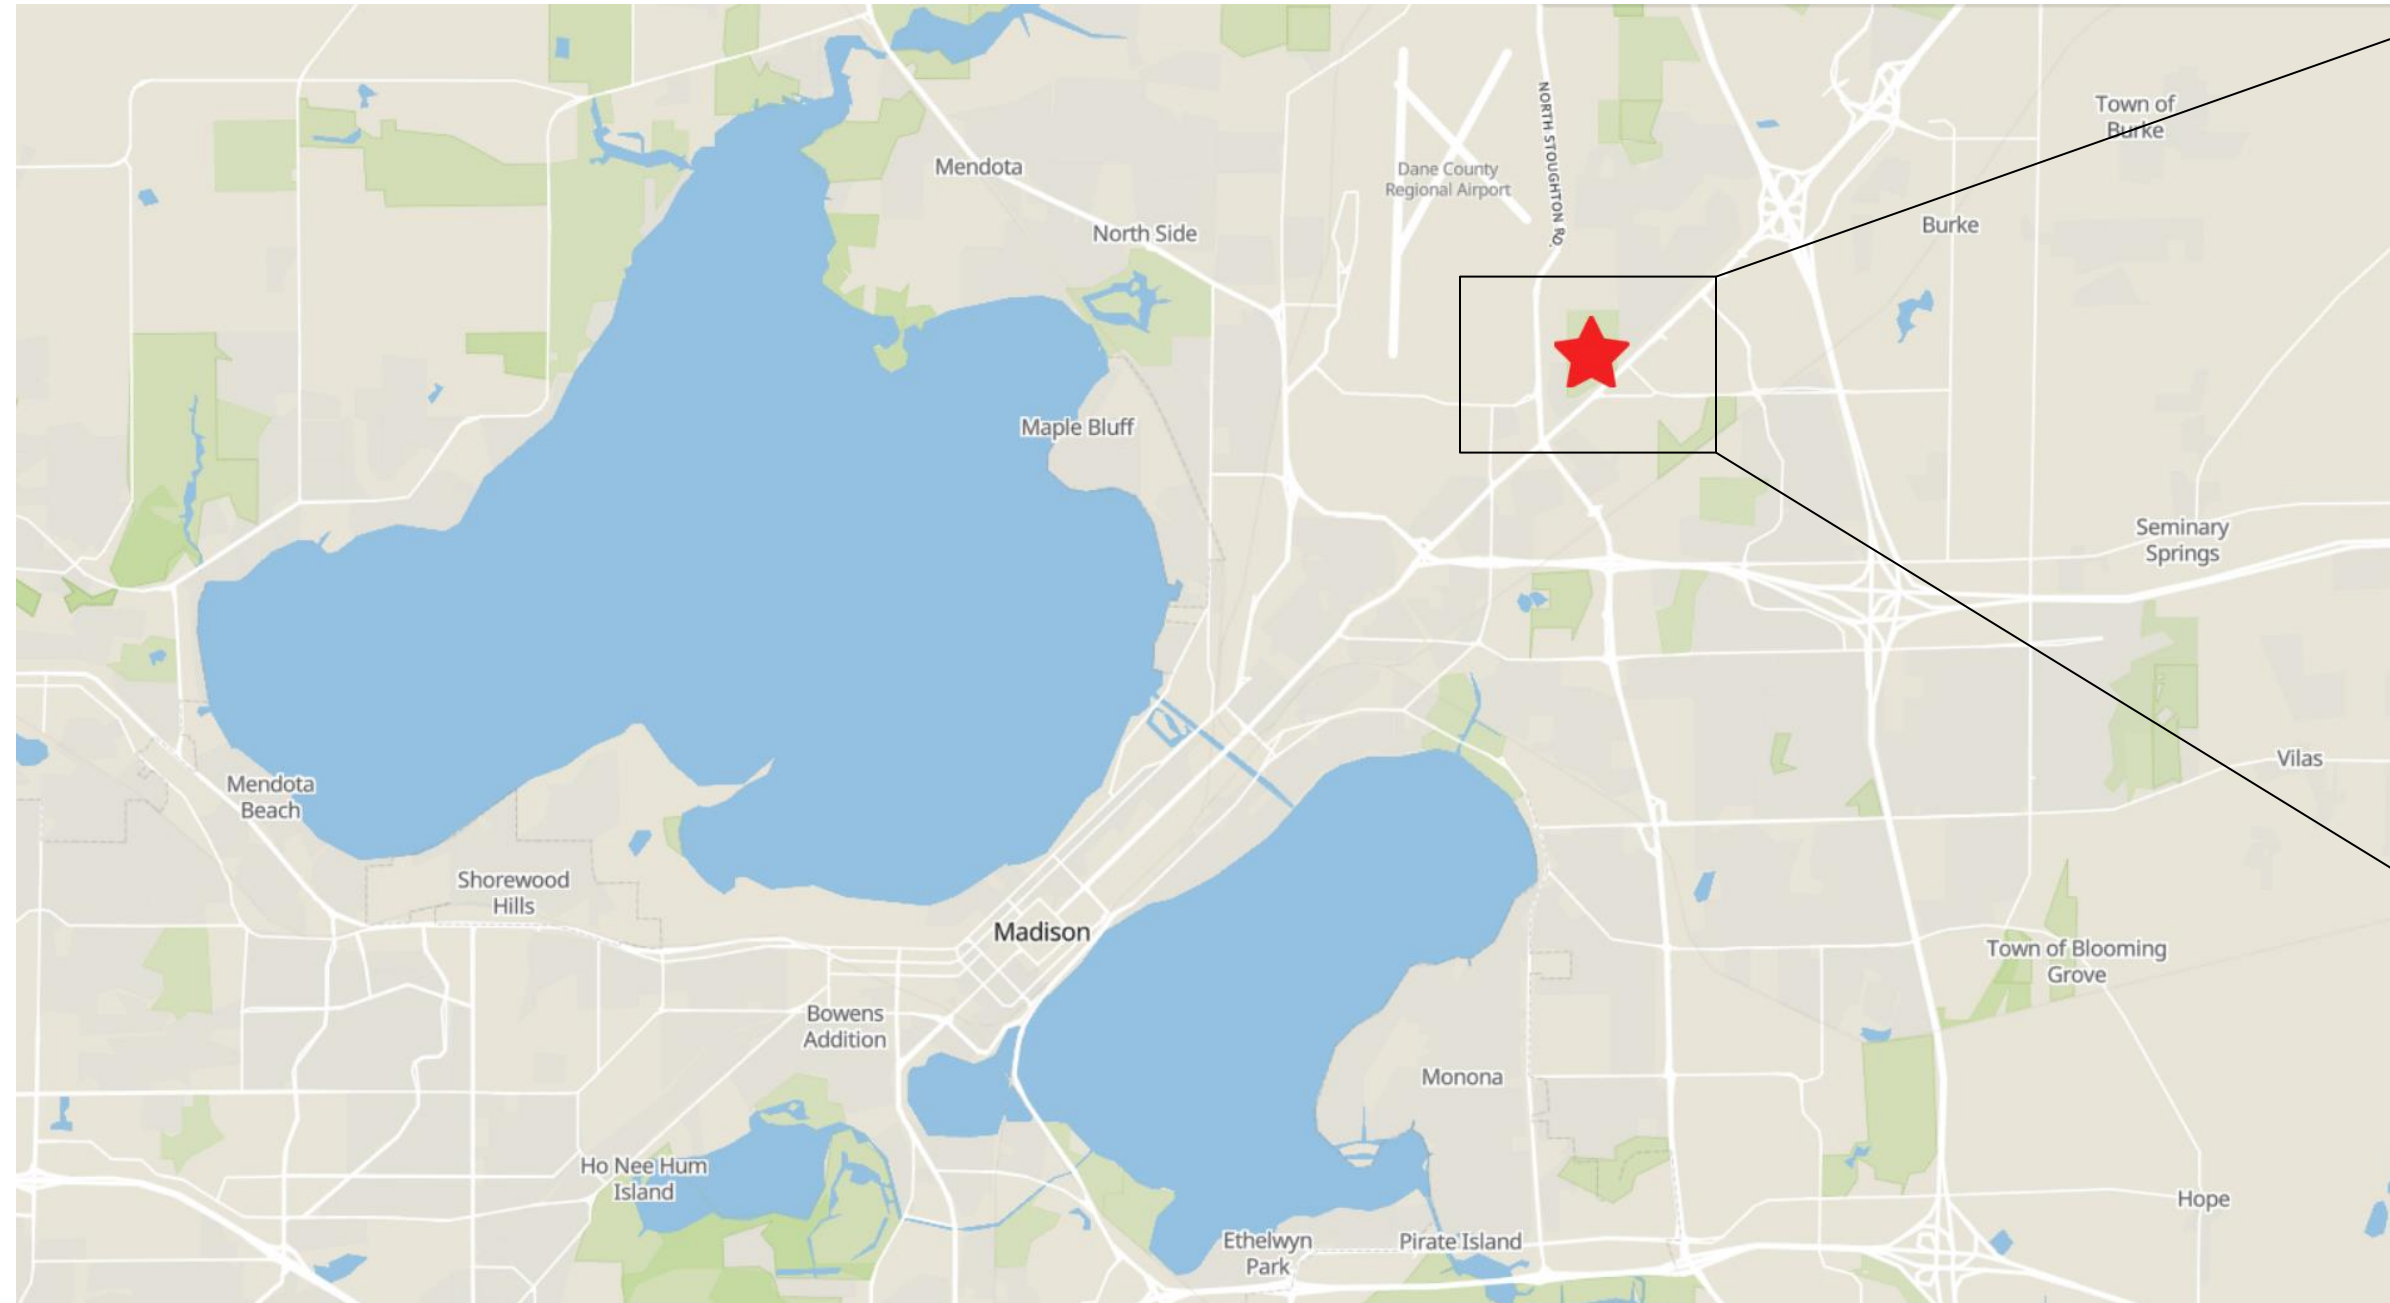 Town of
Burke
Mendota
NORTH STOUGHTON RD.
Dane County
Regional Airport
North Side
Burke
Maple Bluff
Seminary
Springs
Vilas
Mendota
Beach
Shorewood
Hills
Madison
Town of Blooming
Grove
Bowens
Addition
Monona
Ho Nee Hum
Island
Hope
Ethelwyn
Park
Pirate Island